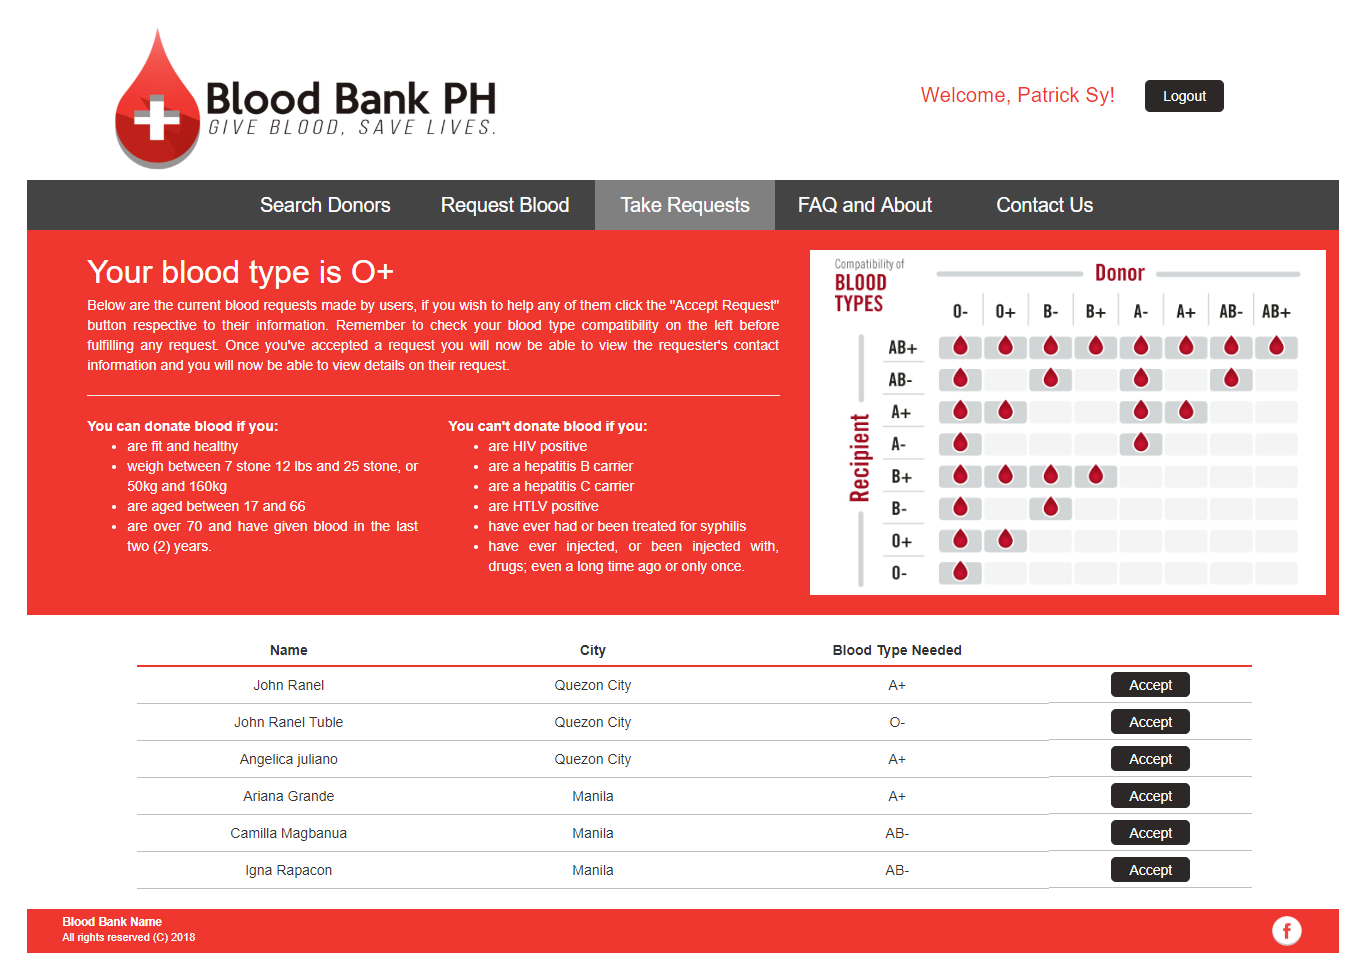 Blood Bank PH
GIVE BLOOD, SAVE LIVES.
Welcome, Patrick Sy!
Logout
Search Donors
Request Blood
Take Requests
FAQ and About
Contact Us
Your blood type is O+
Below are the current blood requests made by users, if you wish to help any of them click the "Accept Request"
button respective to their information. Remember to check your blood type compatibility on the left before
fulfilling any request. Once you've accepted a request you will now be able to view the requester's contact
information and you will now be able to view details on their request.
You can donate blood if you:
• are fit and healthy
• weigh between 7 stone 12 lbs and 25 stone, or
50kg and 160kg
• are aged between 17 and 66
• are over 70 and have given blood in the last
two (2) years.
You can't donate blood if you:
• are HIV positive
• are a hepatitis B carrier
• are a hepatitis C carrier
• are HTLV positive
• have ever had or been treated for syphilis
• have ever injected, or been injected with,
drugs; even a long time ago or only once.
Compatibility of
BLOOD
TYPES
Donor
O- O+ B- B+ A- A+ AB- AB+
Recipient
AB+
AB-
A+
A-
B+
B-
O+
O-
Name City Blood Type Needed
John Ranel Quezon City A+ Accept
John Ranel Tuble Quezon City O- Accept
Angelica juliano Quezon City A+ Accept
Ariana Grande Manila A+ Accept
Camilla Magbanua Manila AB- Accept
Igna Rapacon Manila AB- Accept
Blood Bank Name
All rights reserved (C) 2018
f